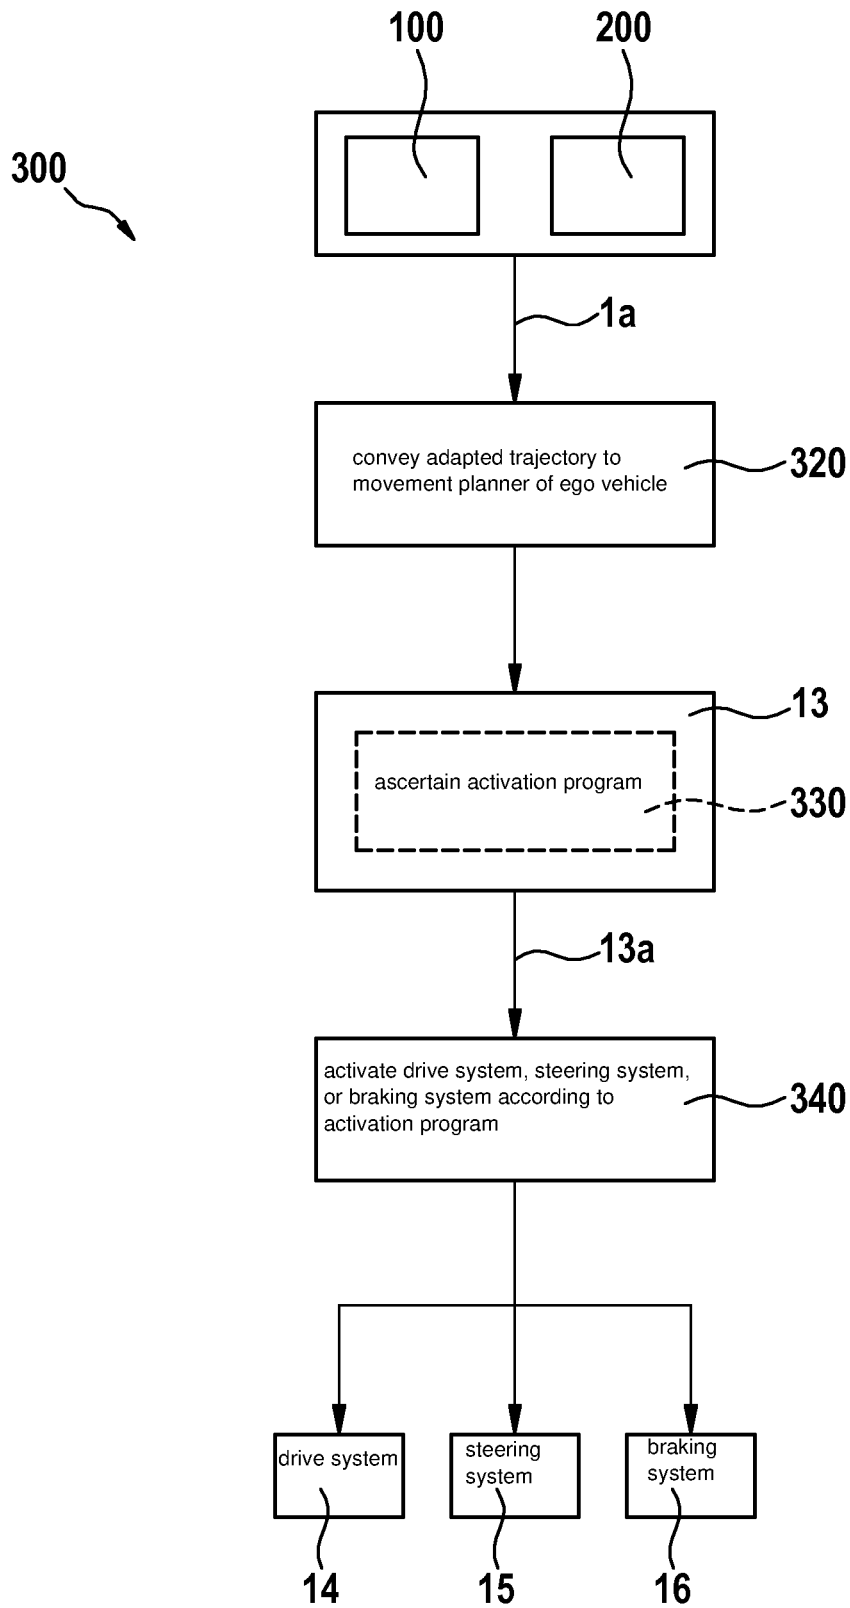 100
200
300
1a
convey adapted trajectory to
movement planner of ego vehicle
320
13
ascertain activation program
330
13a
activate drive system, steering system,
or braking system according to
activation program
340
drive system
steering
system
braking
system
14
15
16